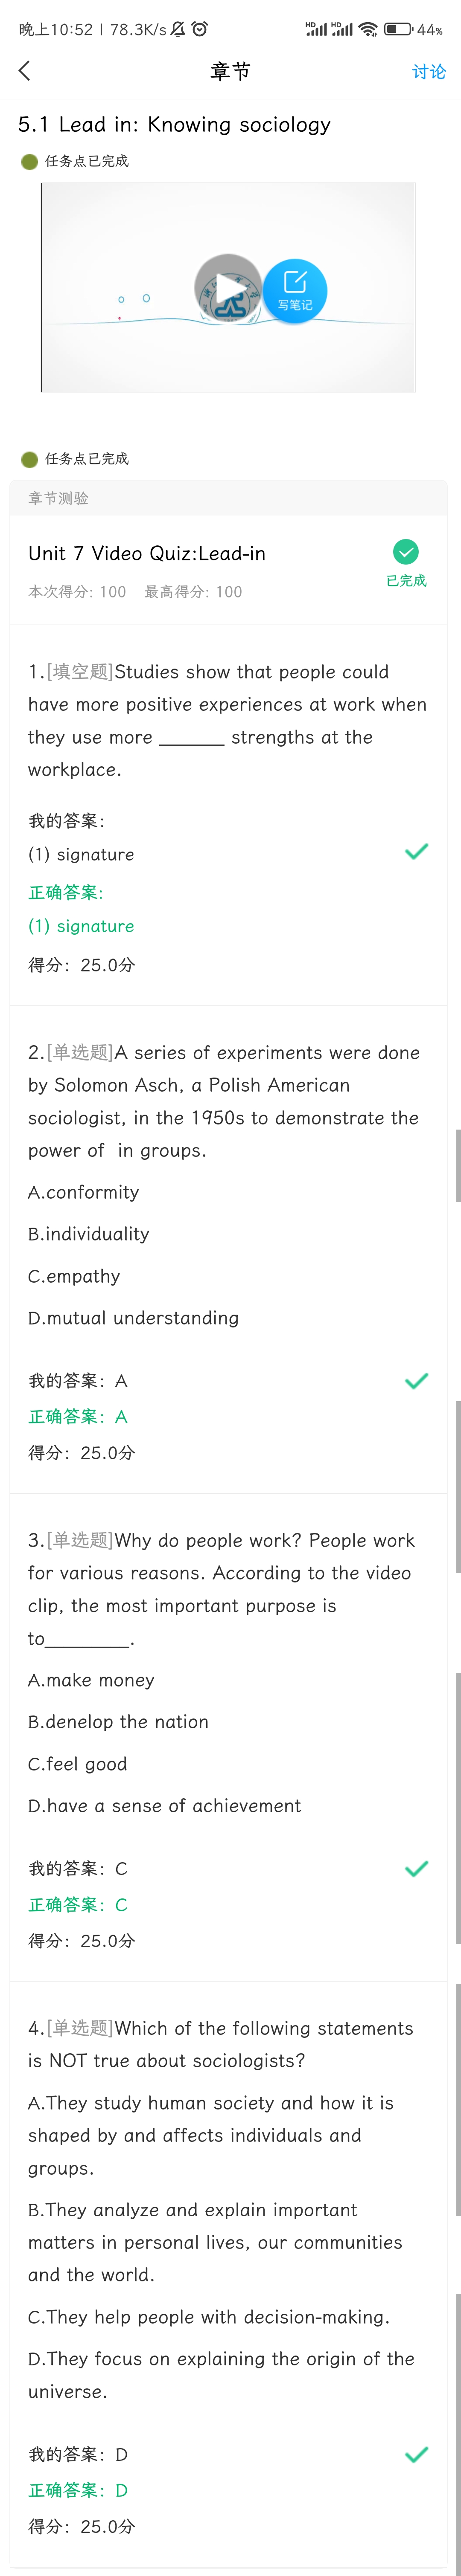 晚上10:52 | 78.3K/s HD HD 44%
章节 讨论
5.1 Lead in: Knowing sociology
任务点已完成
写笔记
任务点已完成
章节测验
Unit 7 Video Quiz:Lead-in
本次得分: 100 最高得分: 100
已完成
1.[填空题]Studies show that people could
have more positive experiences at work when
they use more ______ strengths at the
workplace.
我的答案:
(1) signature
正确答案:
(1) signature
得分: 25.0分
2.[单选题]A series of experiments were done
by Solomon Asch, a Polish American
sociologist, in the 1950s to demonstrate the
power of in groups.
A.conformity
B.individuality
C.empathy
D.mutual understanding
我的答案: A
正确答案: A
得分: 25.0分
3.[单选题]Why do people work? People work
for various reasons. According to the video
clip, the most important purpose is
to________.
A.make money
B.denelop the nation
C.feel good
D.have a sense of achievement
我的答案: C
正确答案: C
得分: 25.0分
4.[单选题]Which of the following statements
is NOT true about sociologists?
A.They study human society and how it is
shaped by and affects individuals and
groups.
B.They analyze and explain important
matters in personal lives, our communities
and the world.
C.They help people with decision-making.
D.They focus on explaining the origin of the
universe.
我的答案: D
正确答案: D
得分: 25.0分